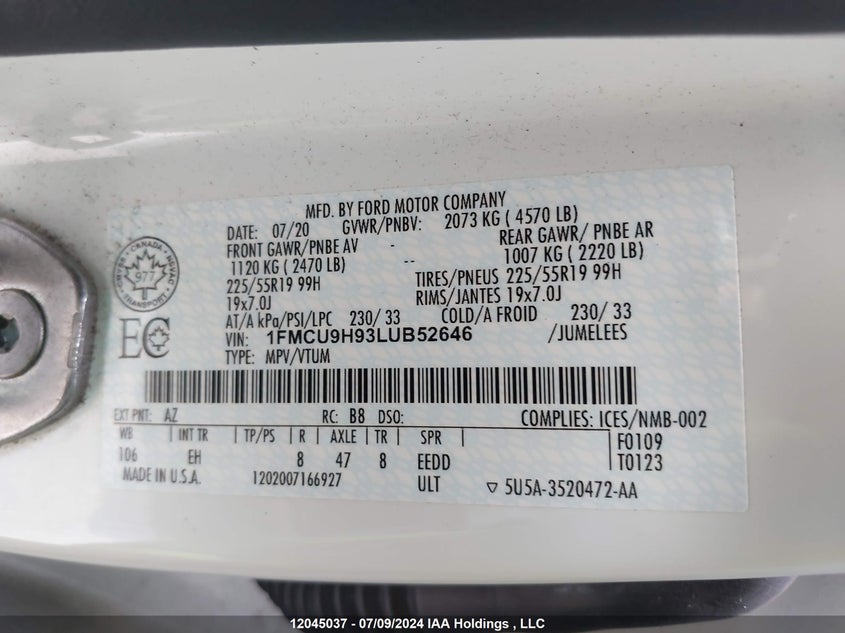 MFD. BY FORD MOTOR COMPANY
DATE: 07/20 GVWR/PNBV: 2073 KG ( 4570 LB)
FRONT GAWR/PNBE AV - REAR GAWR/ PNBE AR
1120 KG ( 2470 LB) -- 1007 KG ( 2220 LB)
225/55R19 99H TIRES/PNEUS 225/55R19 99H
19x7.0J RIMS/JANTES 19x7.0J
AT/A kPa/PSI/LPC 230/ 33 COLD/A FROID 230/ 33
VIN: 1FMCU9H93LUB52646 /JUMELEES
TYPE: MPV/VTUM
CANADA
977
TRANSPORT
EC
EXT PNT: AZ RC: B8 DSO: COMPLIES: ICES/NMB-002
WB INT TR TP/PS R AXLE TR SPR F0109
106 EH 8 47 8 EEDD T0123
MADE IN U.S.A. 1202007166927 ULT ▽ 5U5A-3520472-AA
12045037 - 07/09/2024 IAA Holdings , LLC